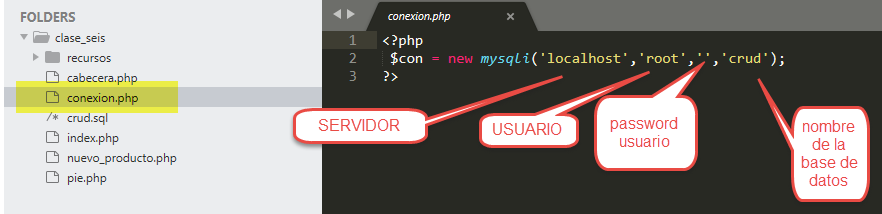 FOLDERS
clase_seis
recursos
cabecera.php
conexion.php
crud.sql
index.php
nuevo_producto.php
pie.php
conexion.php
1 <?php
2 $con = new mysqli('localhost','root','','crud');
3 ?>
SERVIDOR
USUARIO
password
usuario
nombre
de la
base de
datos